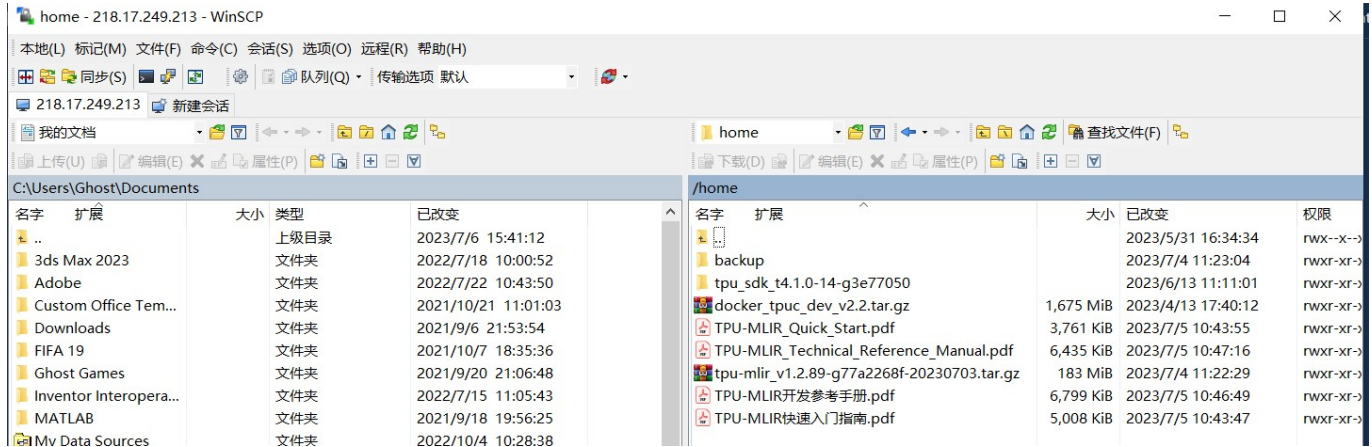 home - 218.17.249.213 - WinSCP
本地(L) 标记(M) 文件(F) 命令(C) 会话(S) 选项(O) 远程(R) 帮助(H)
同步(S) 队列(Q) 传输选项 默认
218.17.249.213 新建会话
我的文档 home 查找文件(F)
上传(U) 编辑(E) 属性(P) 下载(D) 编辑(E) 属性(P)
C:\Users\Ghost\Documents /home
名字 扩展 大小 类型 已改变 名字 扩展 大小 已改变 权限
.. 上级目录 2023/7/6 15:41:12 .. 2023/5/31 16:34:34 rwx--x--x
3ds Max 2023 文件夹 2022/7/18 10:00:52 backup 2023/7/4 11:23:04 rwxr-xr-x
Adobe 文件夹 2022/7/22 10:43:50 tpu_sdk_t4.1.0-14-g3e77050 2023/6/13 11:11:01 rwxr-xr-x
Custom Office Tem... 文件夹 2021/10/21 11:01:03 docker_tpuc_dev_v2.2.tar.gz 1,675 MiB 2023/4/13 17:40:12 rwxr-xr-x
Downloads 文件夹 2021/9/6 21:53:54 TPU-MLIR_Quick_Start.pdf 3,761 KiB 2023/7/5 10:43:55 rwxr-xr-x
FIFA 19 文件夹 2021/10/7 18:35:36 TPU-MLIR_Technical_Reference_Manual.pdf 6,435 KiB 2023/7/5 10:47:16 rwxr-xr-x
Ghost Games 文件夹 2021/9/20 21:06:48 tpu-mlir_v1.2.89-g77a2268f-20230703.tar.gz 183 MiB 2023/7/4 11:22:29 rwxr-xr-x
Inventor Interopera... 文件夹 2022/7/15 11:05:43 TPU-MLIR开发参考手册.pdf 6,799 KiB 2023/7/5 10:46:49 rwxr-xr-x
MATLAB 文件夹 2021/9/18 19:56:25 TPU-MLIR快速入门指南.pdf 5,008 KiB 2023/7/5 10:43:47 rwxr-xr-x
My Data Sources 文件夹 2022/10/4 10:28:38